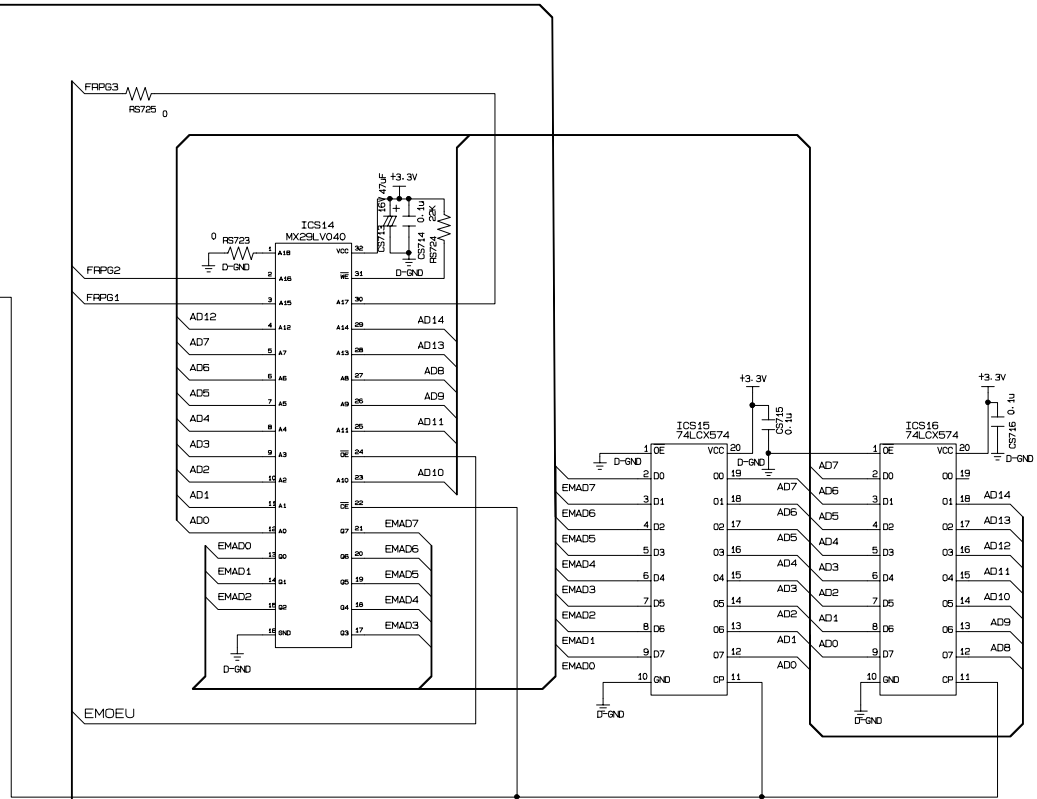 FRPG3
RS725 0
+3.3V
16V 47uF
CS713
0.1u
CS714
22K
RS724
D-GND
ICS14
MX29LV040
0 RS723
D-GND
1 A18 VCC 32
FRPG2
2 A16 WE 31
FRPG1
3 A15 A17 30
AD12 4 A12 A14 29 AD14
AD7 5 A7 A13 28 AD13
AD6 6 A6 A8 27 AD8
AD5 7 A5 A9 26 AD9
AD4 8 A4 A11 25 AD11
AD3 9 A3 OE 24
AD2 10 A2 A10 23 AD10
AD1 11 A1 CE 22
AD0 12 A0 Q7 21 EMAD7
EMAD0 13 Q0 Q6 20 EMAD6
EMAD1 14 Q1 Q5 19 EMAD5
EMAD2 15 Q2 Q4 18 EMAD4
16 GND Q3 17 EMAD3
D-GND
EMOEU
+3.3V
CS715
0.1u
ICS15
74LCX574
D-GND
D-GND
1 OE VCC 20
2 D0 O0 19
EMAD7 3 D1 O1 18 AD7
EMAD6 4 D2 O2 17 AD6
EMAD5 5 D3 O3 16 AD5
EMAD4 6 D4 O4 15 AD4
EMAD3 7 D5 O5 14 AD3
EMAD2 8 D6 O6 13 AD2
EMAD1 9 D7 O7 12 AD1
EMAD0 AD0
10 GND CP 11
D-GND
+3.3V
CS716 0.1u
D-GND
ICS16
74LCX574
1 OE VCC 20
AD7 2 D0 O0 19
AD6 3 D1 O1 18 AD14
AD5 4 D2 O2 17 AD13
AD4 5 D3 O3 16 AD12
AD3 6 D4 O4 15 AD11
AD2 7 D5 O5 14 AD10
AD1 8 D6 O6 13 AD9
AD0 9 D7 O7 12 AD8
10 GND CP 11
D-GND